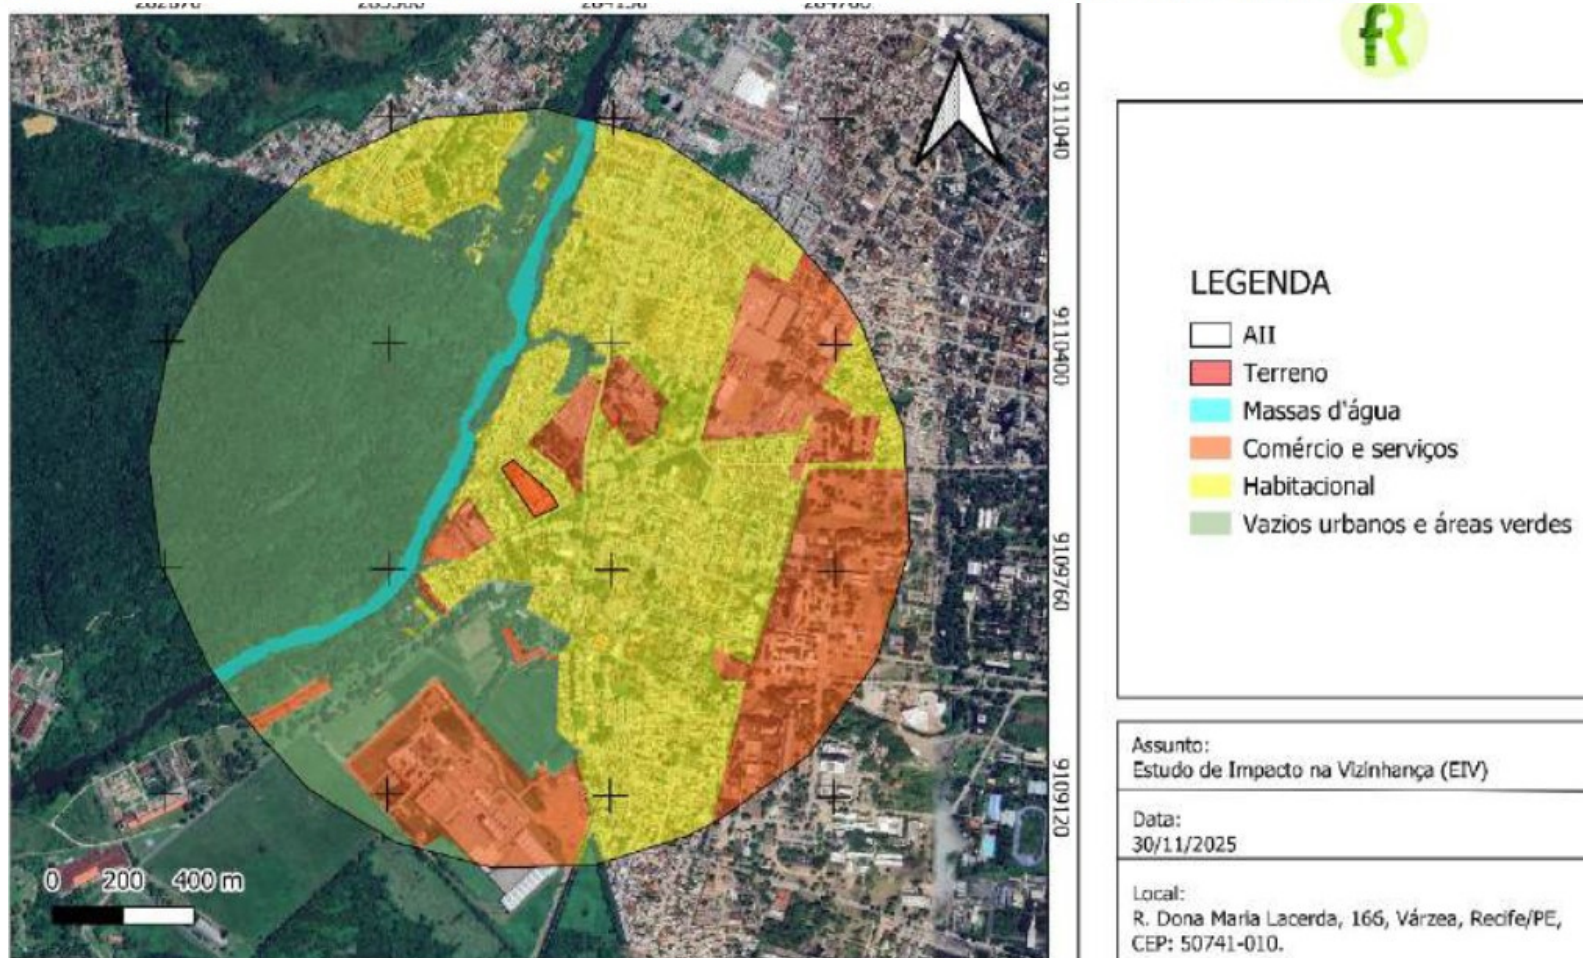 fR
9111040
9110400
9109760
9109120
0 200 400 m
LEGENDA
AII
Terreno
Massas d'água
Comércio e serviços
Habitacional
Vazios urbanos e áreas verdes
Assunto:
Estudo de Impacto na Vizinhança (EIV)
Data:
30/11/2025
Local:
R. Dona Maria Lacerda, 166, Várzea, Recife/PE,
CEP: 50741-010.